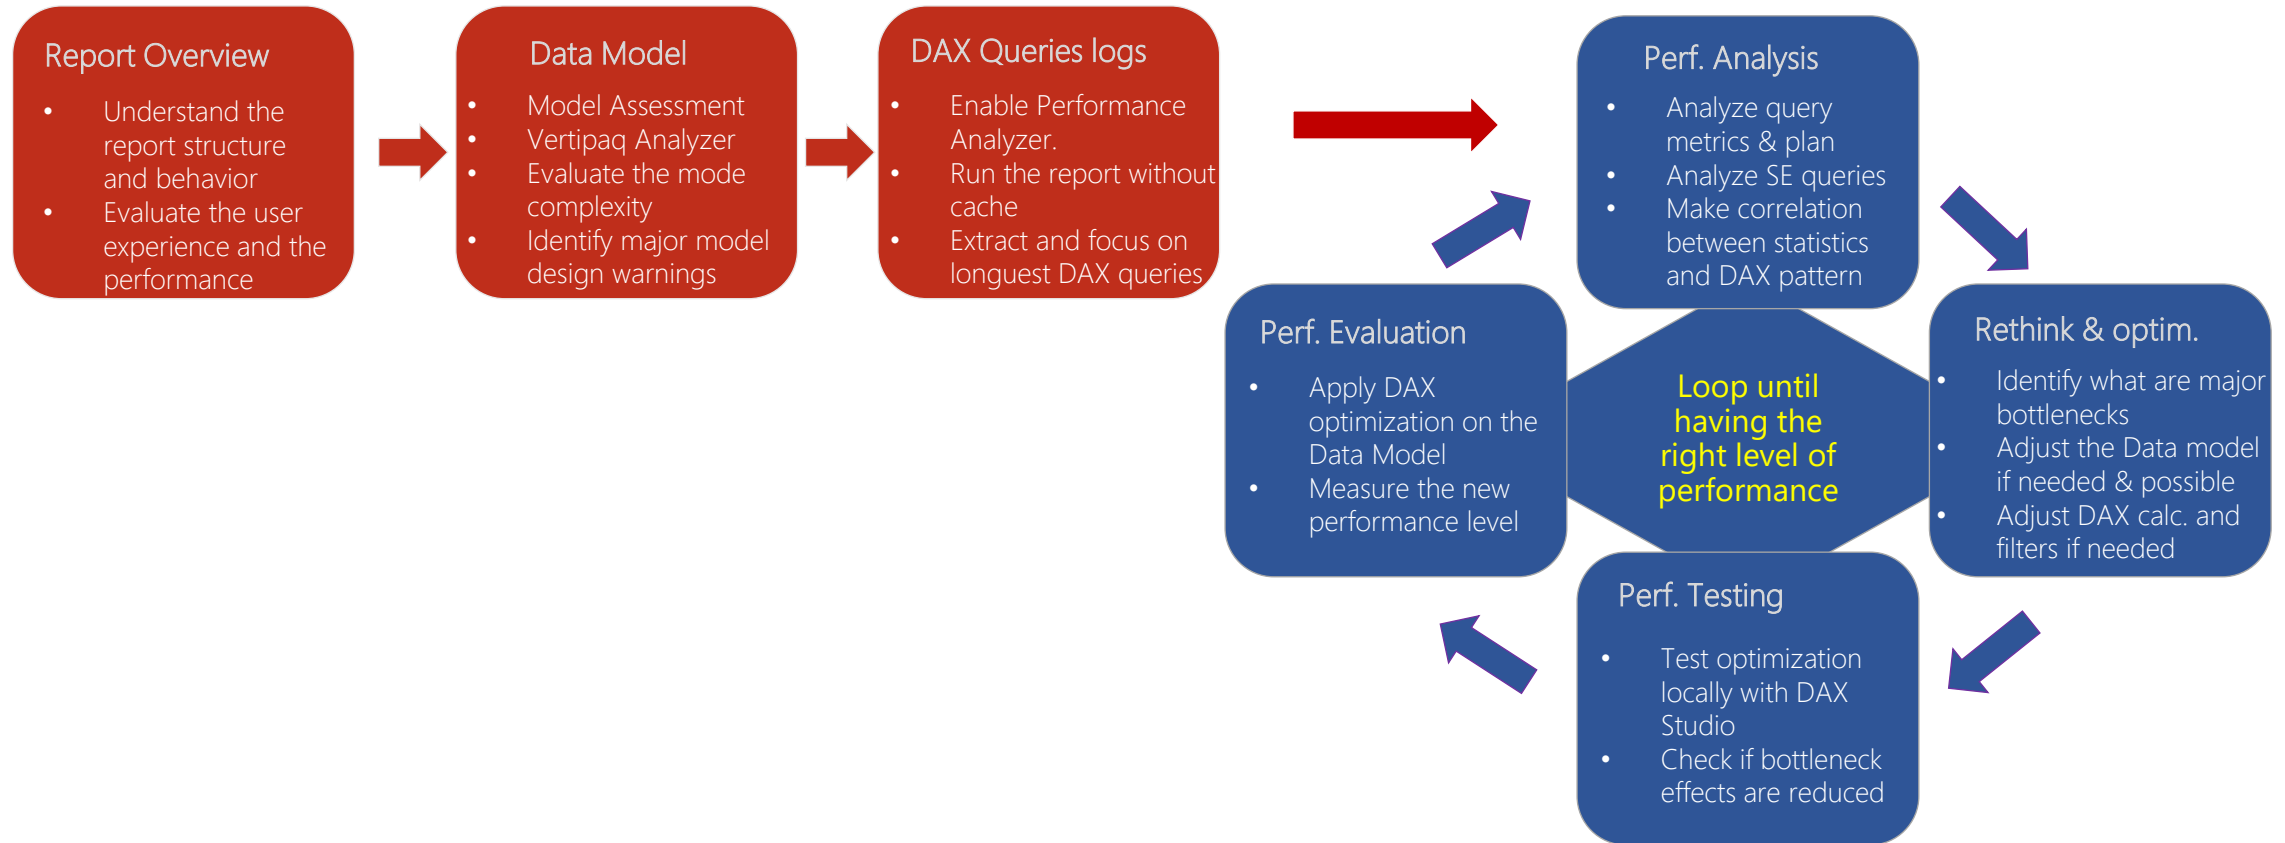 Report Overview
• Understand the
report structure
and behavior
• Evaluate the user
experience and the
performance
Data Model
• Model Assessment
• Vertipaq Analyzer
• Evaluate the mode
complexity
• Identify major model
design warnings
DAX Queries logs
• Enable Performance
Analyzer.
• Run the report without
cache
• Extract and focus on
longuest DAX queries
Perf. Analysis
• Analyze query
metrics & plan
• Analyze SE queries
• Make correlation
between statistics
and DAX pattern
Rethink & optim.
• Identify what are major
bottlenecks
• Adjust the Data model
if needed & possible
• Adjust DAX calc. and
filters if needed
Perf. Testing
• Test optimization
locally with DAX
Studio
• Check if bottleneck
effects are reduced
Perf. Evaluation
• Apply DAX
optimization on the
Data Model
• Measure the new
performance level
Loop until
having the
right level of
performance